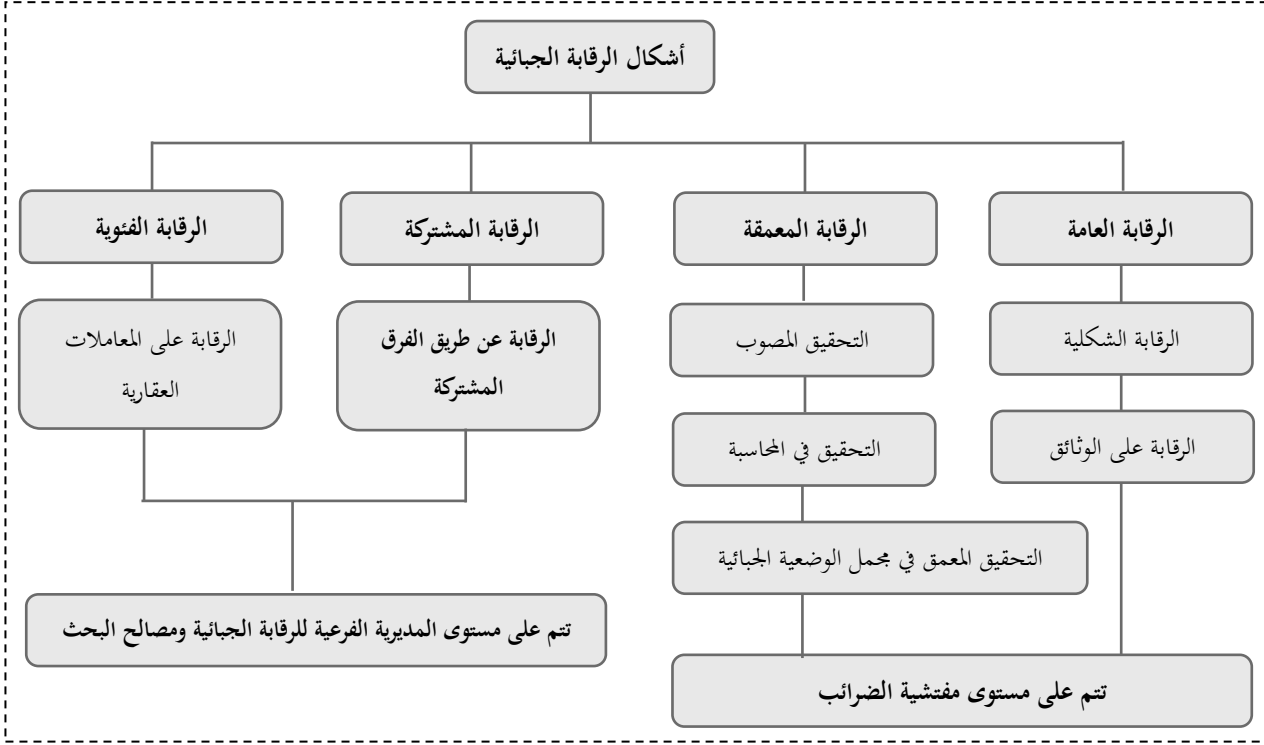 أشكال الرقابة الجبائية
الرقابة العامة
الرقابة المعمقة
الرقابة المشتركة
الرقابة الفئوية
الرقابة الشكلية
التحقيق المصوب
الرقابة عن طريق الفرق
المشتركة
الرقابة على المعاملات
العقارية
الرقابة على الوثائق
التحقيق في المحاسبة
التحقيق المعمق في مجمل الوضعية الجبائية
تتم على مستوى المديرية الفرعية للرقابة الجبائية ومصالح البحث
تتم على مستوى مفتشية الضرائب